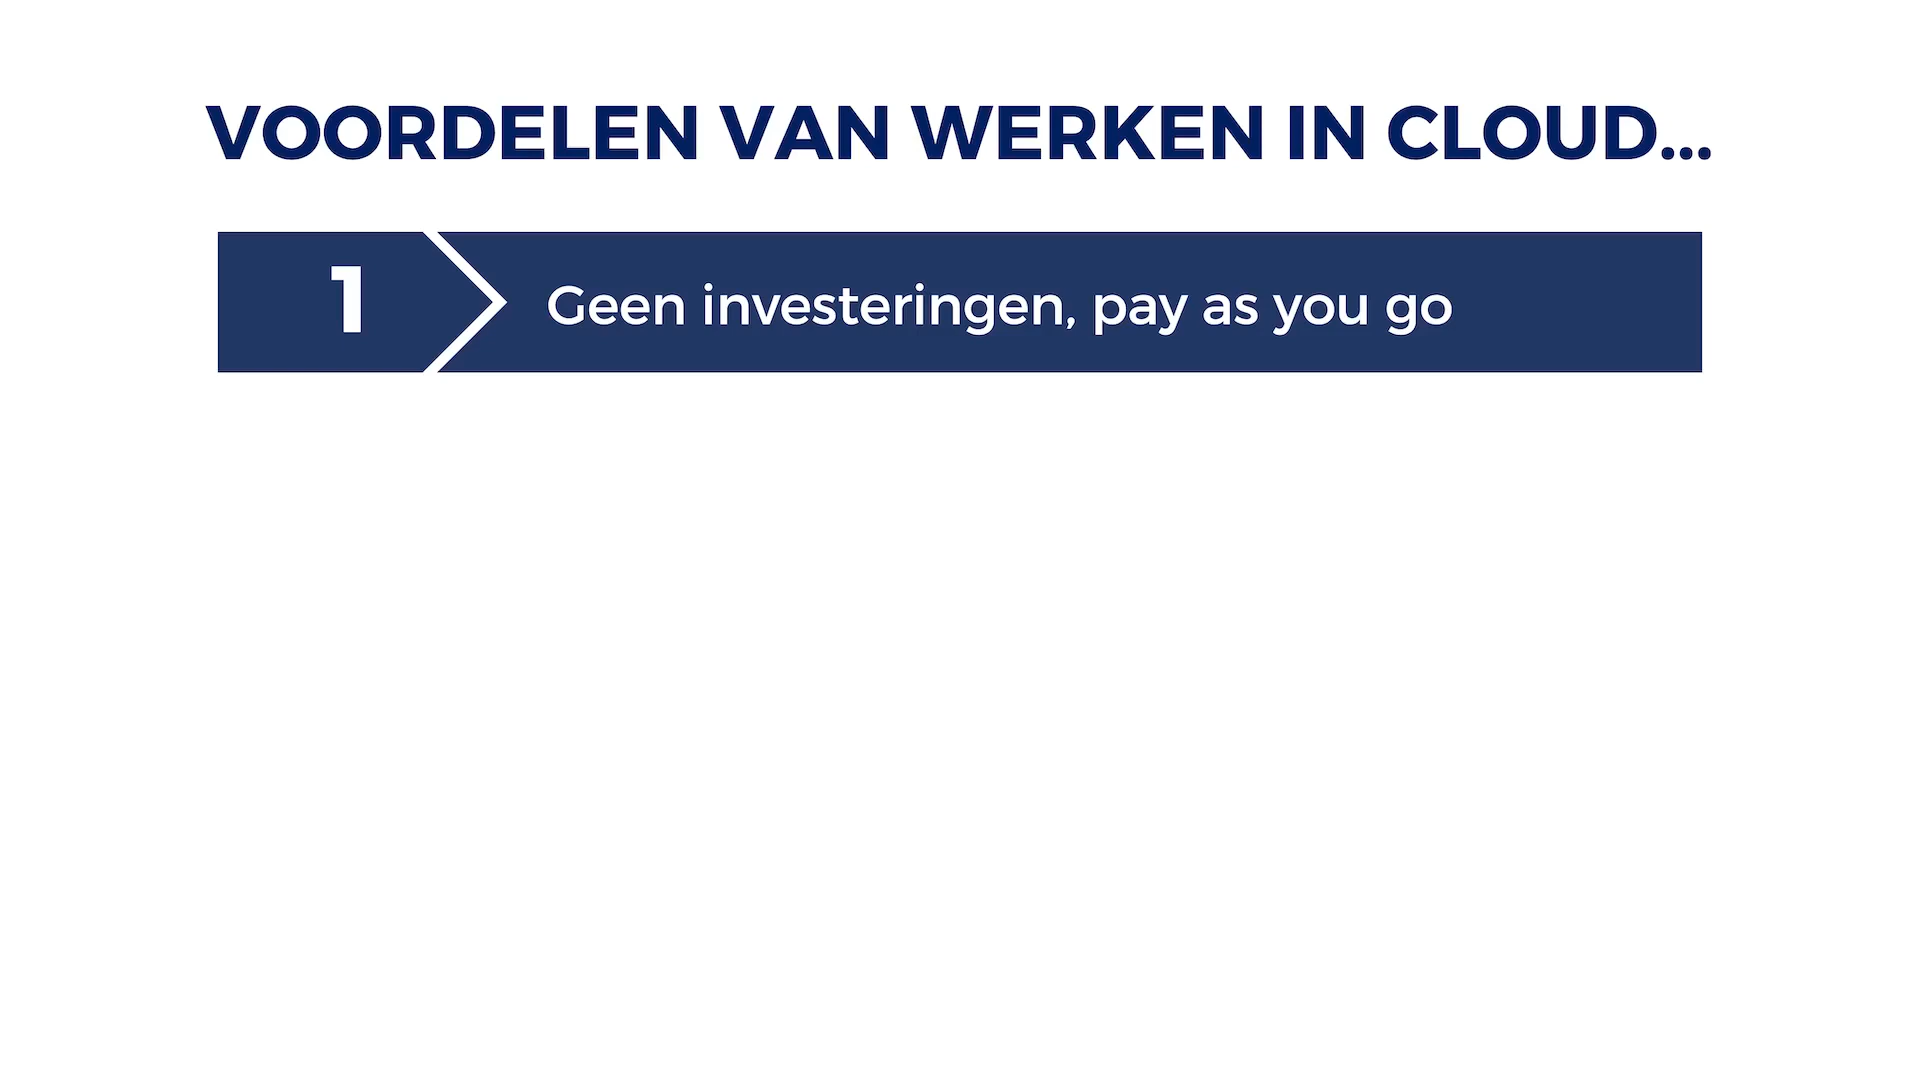 VOORDELEN VAN WERKEN IN CLOUD...
1
Geen investeringen, pay as you go